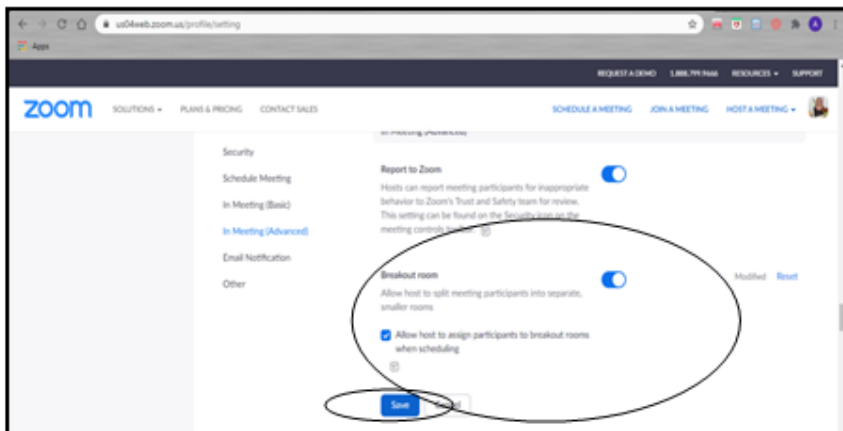 us04web.zoom.us/profile/setting
A
Apps
REQUEST A DEMO 1.888.799.9666 RESOURCES SUPPORT
zoom SOLUTIONS PLANS & PRICING CONTACT SALES SCHEDULE A MEETING JOIN A MEETING HOST A MEETING
In Meeting (Advanced)
Security
Schedule Meeting
In Meeting (Basic)
In Meeting (Advanced)
Email Notification
Other
Report to Zoom
Hosts can report meeting participants for inappropriate
behavior to Zoom's Trust and Safety team for review.
This setting can be found on the Security icon on the
meeting controls
Breakout room
Modified Reset
Allow host to split meeting participants into separate,
smaller rooms
Allow host to assign participants to breakout rooms
when scheduling
Save Cancel